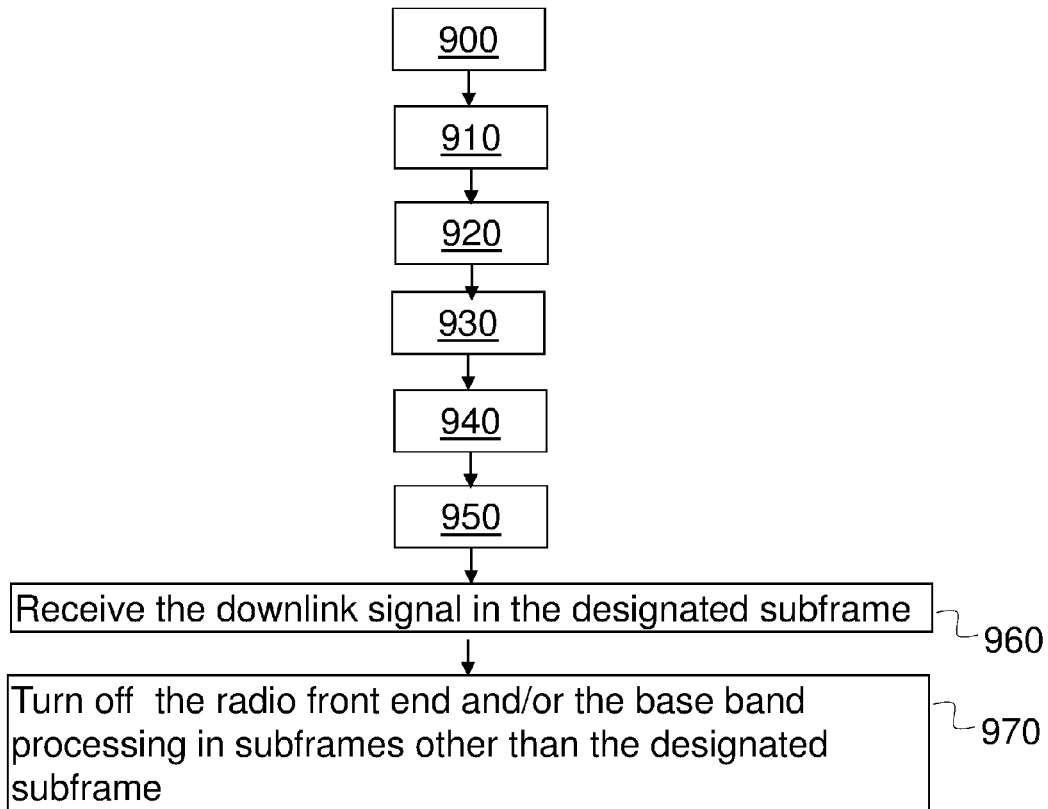 900
910
920
930
940
950
Receive the downlink signal in the designated subframe
960
Turn off the radio front end and/or the base band
processing in subframes other than the designated
subframe
970